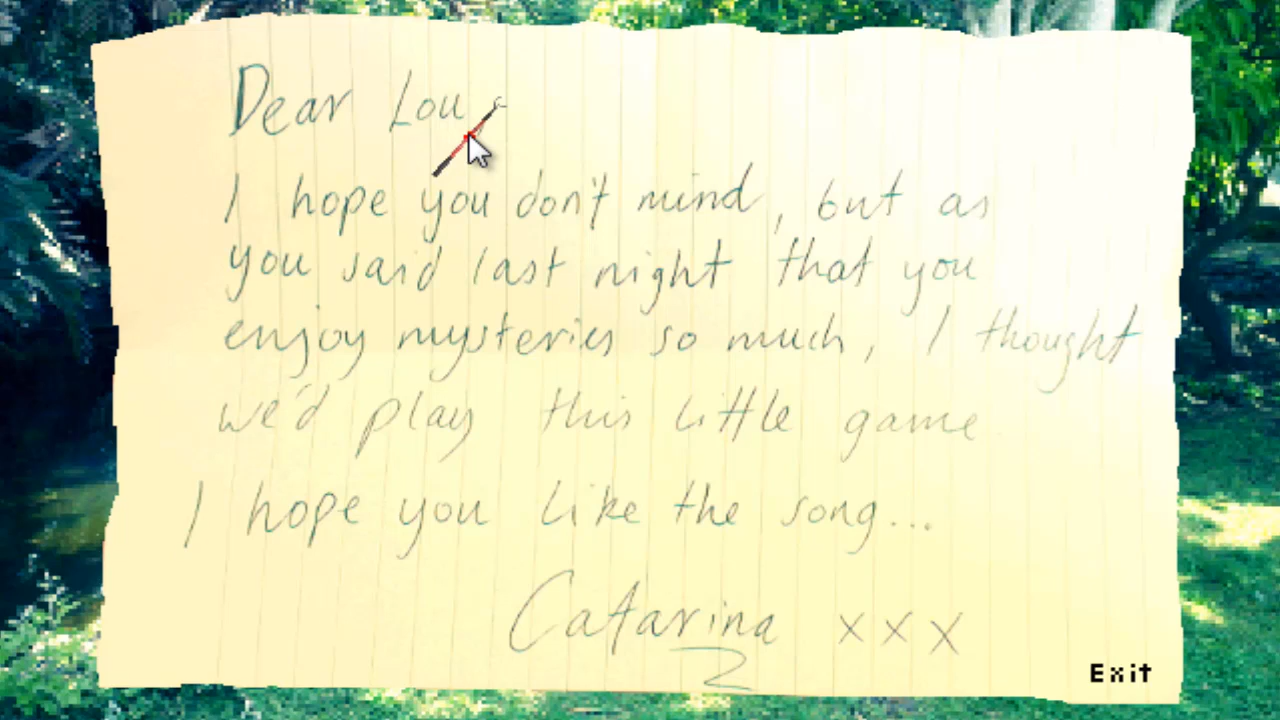 Dear Lou
I hope you don't mind, but as
you said last night that you
enjoy mysteries so much, I thought
we'd play this little game
I hope you like the song...
Catarina xxx
Exit